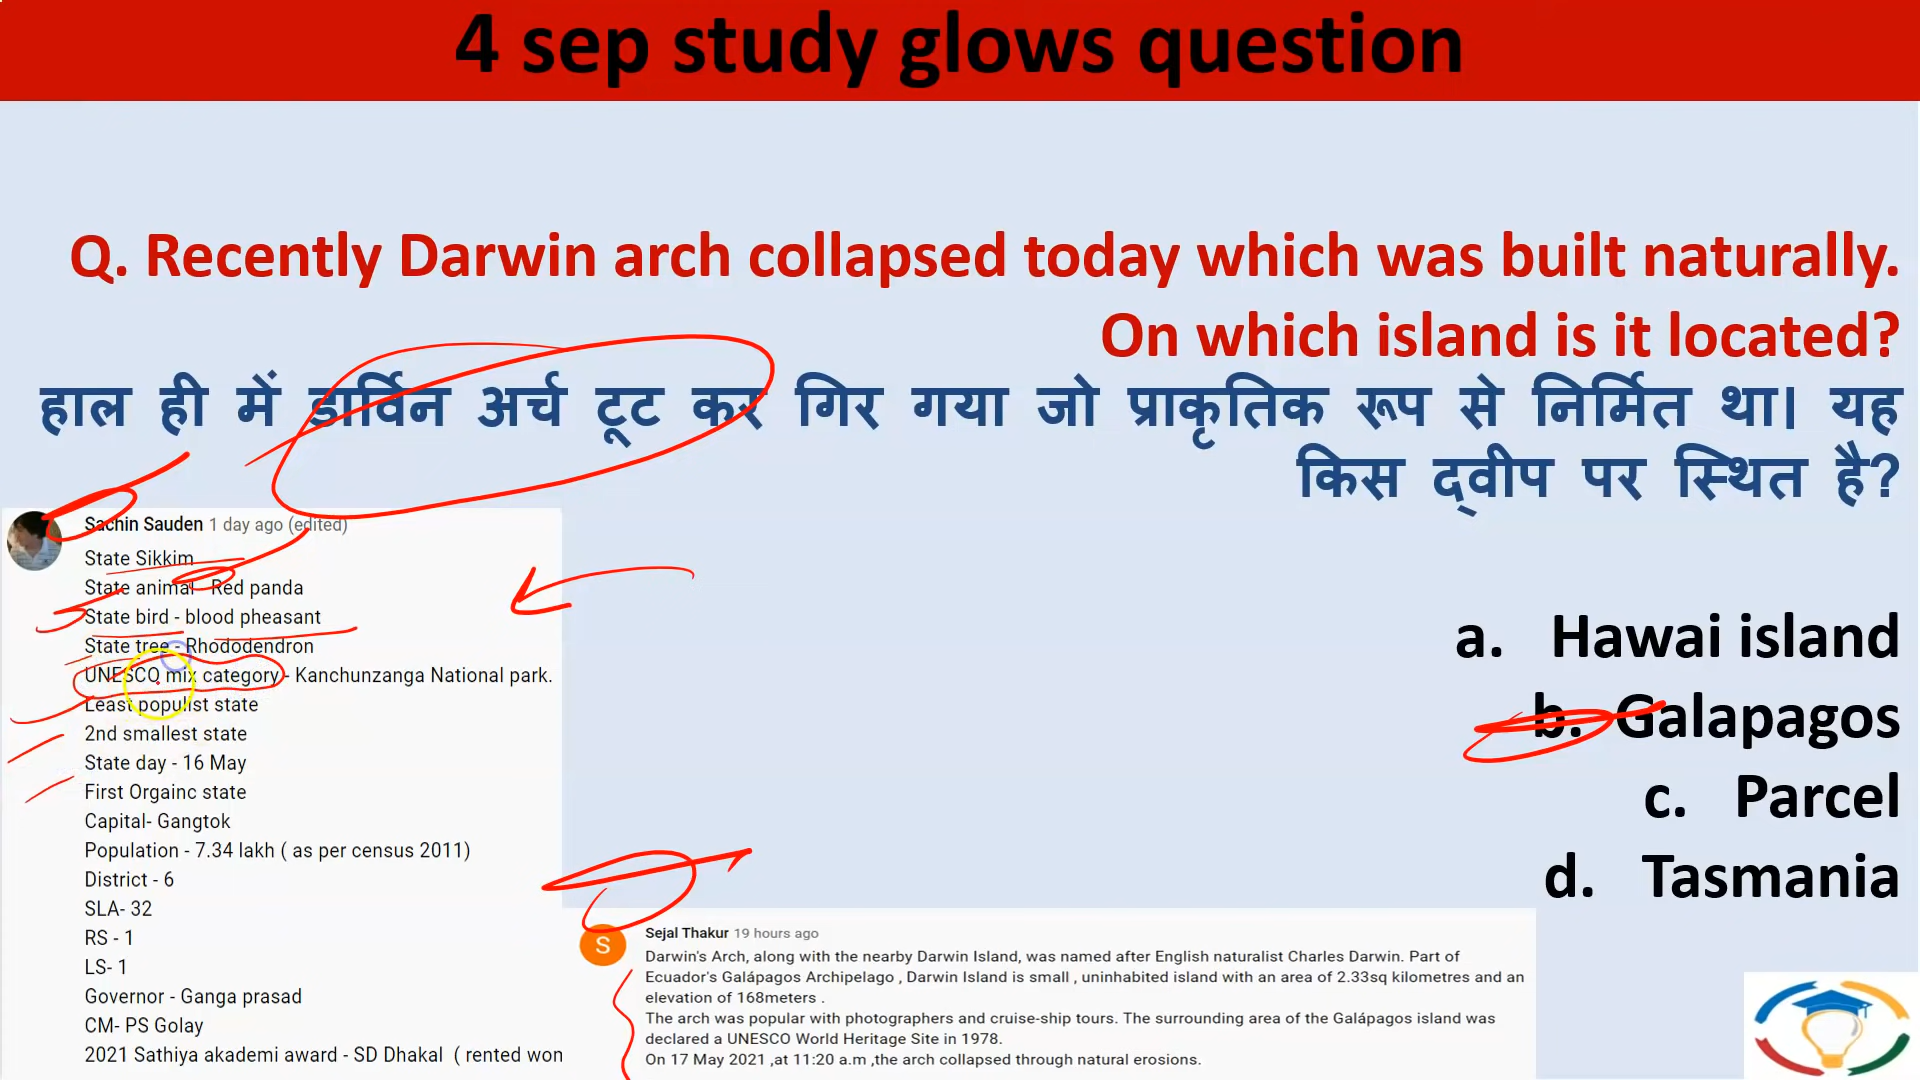 4 sep study glows question
Q. Recently Darwin arch collapsed today which was built naturally.
On which island is it located?
हाल ही में डार्विन अर्च टूट कर गिर गया जो प्राकृतिक रूप से निर्मित था। यह
किस द्वीप पर स्थित है?
Sachin Sauden 1 day ago (edited)
State Sikkim
State animal - Red panda
State bird - blood pheasant
State tree - Rhododendron
UNESCO mix category - Kanchunzanga National park.
Least populist state
2nd smallest state
State day - 16 May
First Orgainc state
Capital- Gangtok
Population - 7.34 lakh ( as per census 2011)
District - 6
SLA- 32
RS - 1
LS- 1
Governor - Ganga prasad
CM- PS Golay
2021 Sathiya akademi award - SD Dhakal ( rented won
a. Hawai island
b. Galapagos
c. Parcel
d. Tasmania
S
Sejal Thakur 19 hours ago
Darwin's Arch, along with the nearby Darwin Island, was named after English naturalist Charles Darwin. Part of
Ecuador's Galápagos Archipelago , Darwin Island is small , uninhabited island with an area of 2.33sq kilometres and an
elevation of 168meters .
The arch was popular with photographers and cruise-ship tours. The surrounding area of the Galápagos island was
declared a UNESCO World Heritage Site in 1978.
On 17 May 2021 ,at 11:20 a.m ,the arch collapsed through natural erosions.